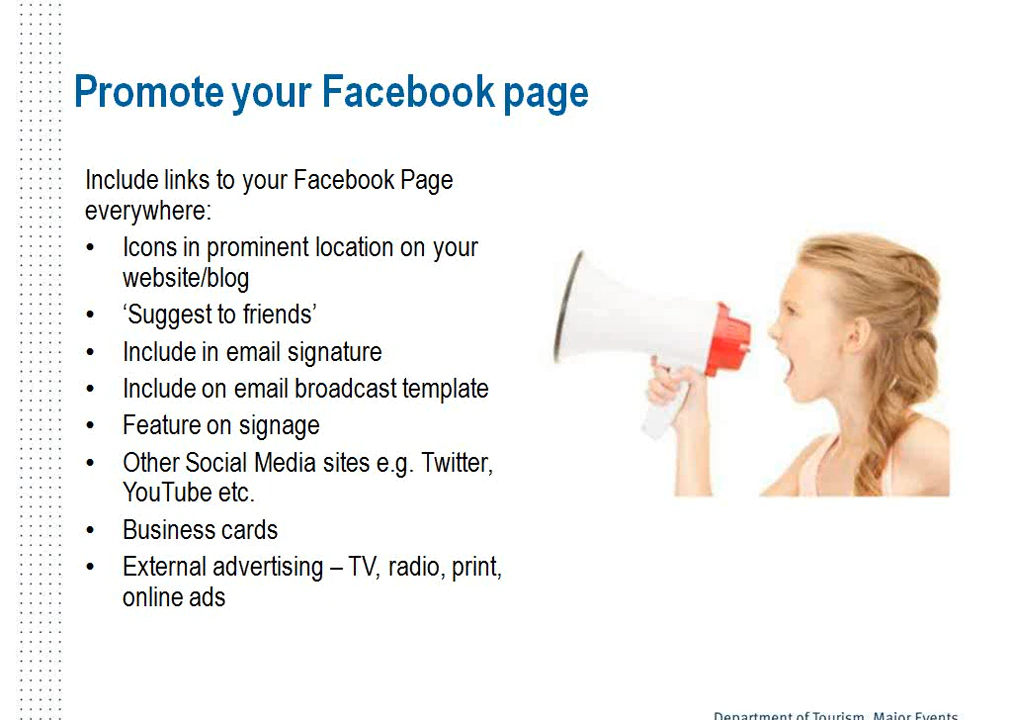 Promote your Facebook page
Include links to your Facebook Page
everywhere:
• Icons in prominent location on your
website/blog
• ‘Suggest to friends’
• Include in email signature
• Include on email broadcast template
• Feature on signage
• Other Social Media sites e.g. Twitter,
YouTube etc.
• Business cards
• External advertising – TV, radio, print,
online ads
Department of Tourism, Major Events